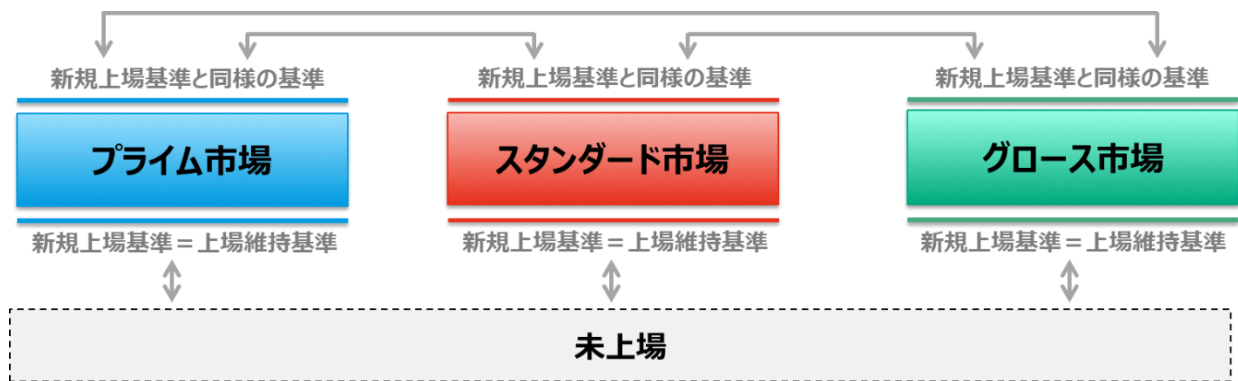 新規上場基準と同様の基準
新規上場基準と同様の基準
新規上場基準と同様の基準
プライム市場
スタンダード市場
グロース市場
新規上場基準＝上場維持基準
新規上場基準＝上場維持基準
新規上場基準＝上場維持基準
未上場